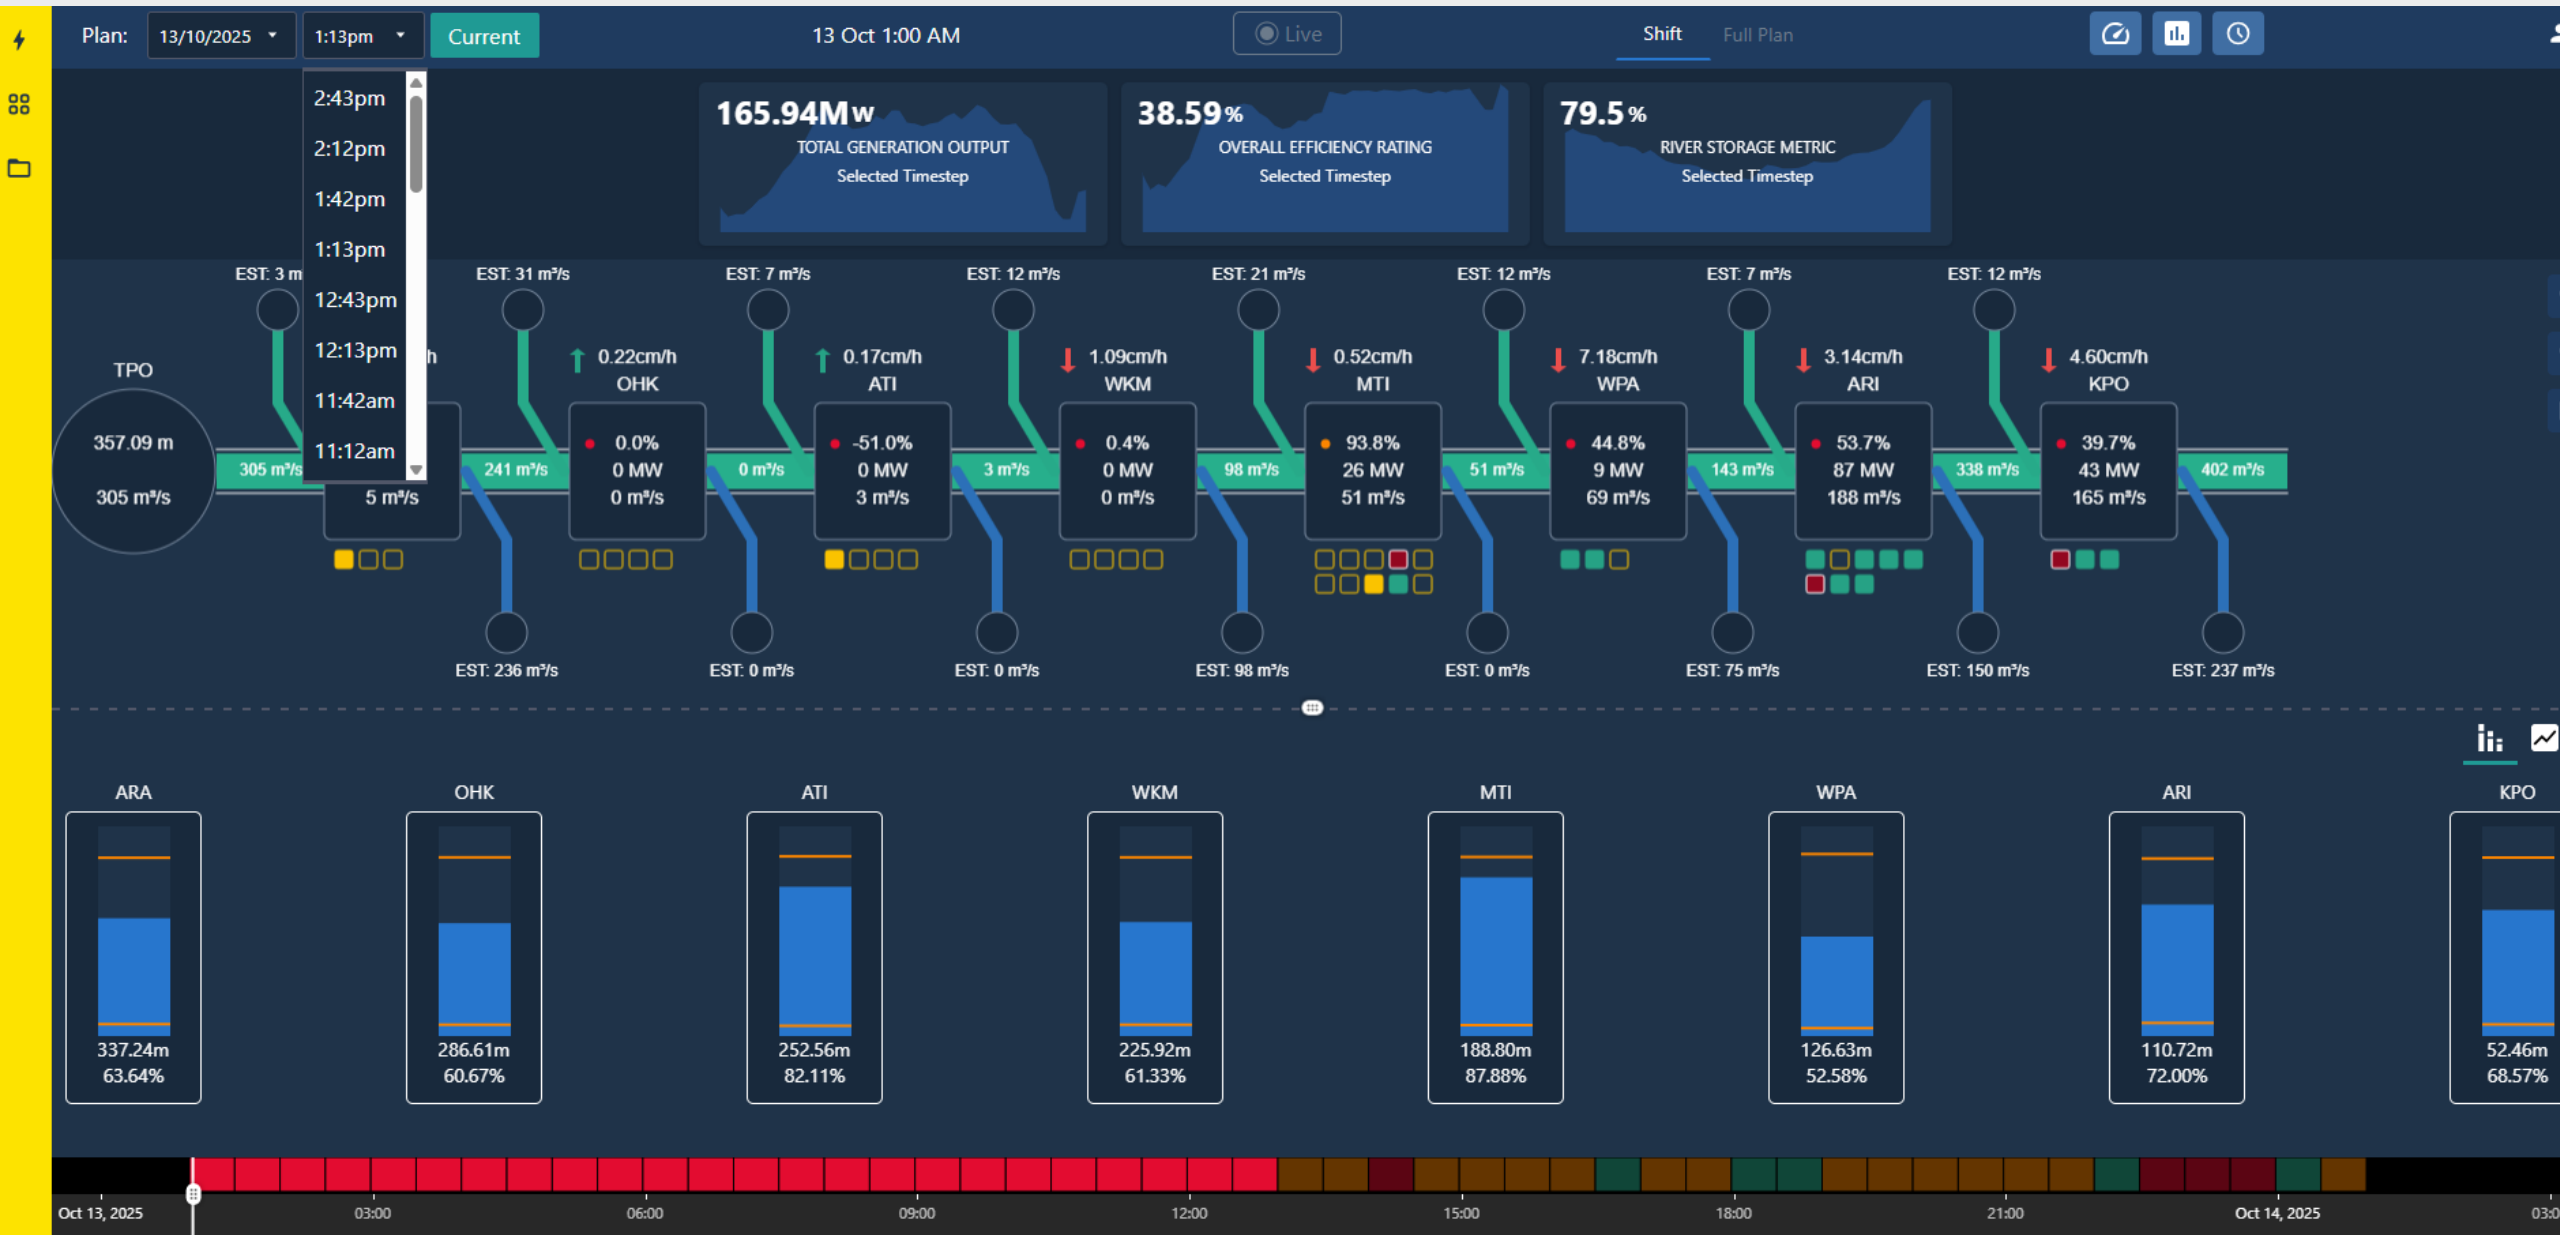 Plan:
13/10/2025
1:13pm
Current
13 Oct 1:00 AM
Live
Shift
Full Plan
2:43pm
2:12pm
1:42pm
1:13pm
12:43pm
12:13pm
11:42am
11:12am
165.94MW
TOTAL GENERATION OUTPUT
Selected Timestep
38.59%
OVERALL EFFICIENCY RATING
Selected Timestep
79.5%
RIVER STORAGE METRIC
Selected Timestep
EST: 3 m
EST: 31 m³/s
EST: 7 m³/s
EST: 12 m³/s
EST: 21 m³/s
EST: 12 m³/s
EST: 7 m³/s
EST: 12 m³/s
TPO
357.09 m
305 m³/s
305 m³/s
h
5 m³/s
241 m³/s
0.22cm/h
OHK
0.0%
0 MW
0 m³/s
0 m³/s
0.17cm/h
ATI
-51.0%
0 MW
3 m³/s
3 m³/s
1.09cm/h
WKM
0.4%
0 MW
0 m³/s
98 m³/s
0.52cm/h
MTI
93.8%
26 MW
51 m³/s
51 m³/s
7.18cm/h
WPA
44.8%
9 MW
69 m³/s
143 m³/s
3.14cm/h
ARI
53.7%
87 MW
188 m³/s
338 m³/s
4.60cm/h
KPO
39.7%
43 MW
165 m³/s
402 m³/s
EST: 236 m³/s
EST: 0 m³/s
EST: 0 m³/s
EST: 98 m³/s
EST: 0 m³/s
EST: 75 m³/s
EST: 150 m³/s
EST: 237 m³/s
ARA
337.24m
63.64%
OHK
286.61m
60.67%
ATI
252.56m
82.11%
WKM
225.92m
61.33%
MTI
188.80m
87.88%
WPA
126.63m
52.58%
ARI
110.72m
72.00%
KPO
52.46m
68.57%
Oct 13, 2025
03:00
06:00
09:00
12:00
15:00
18:00
21:00
Oct 14, 2025
03:0